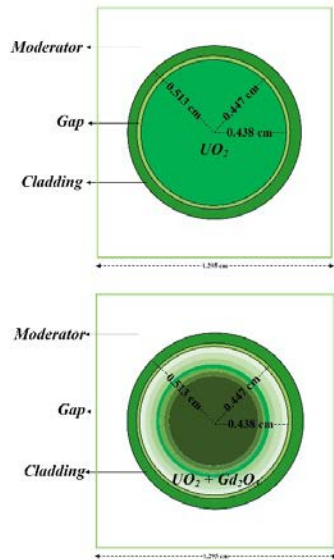 Moderator
0.513 cm
0.447 cm
Gap
0.438 cm
UO₂
Cladding
1.295 cm
Moderator
0.513 cm
0.447 cm
Gap
0.438 cm
Cladding
UO₂ + Gd₂O₃
1.295 cm